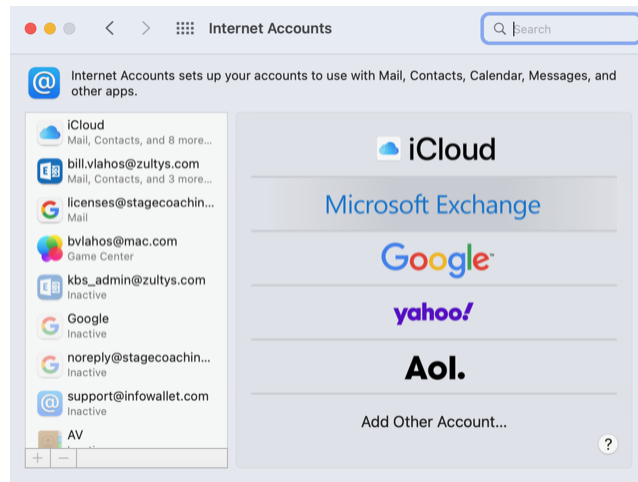 Internet Accounts
Search
Internet Accounts sets up your accounts to use with Mail, Contacts, Calendar, Messages, and
other apps.
iCloud
Mail, Contacts, and 8 more...
bill.vlahos@zultys.com
Mail, Contacts, and 3 more...
licenses@stagecoachin...
Mail
bvlahos@mac.com
Game Center
kbs_admin@zultys.com
Inactive
Google
Inactive
noreply@stagecoachin...
Inactive
support@infowallet.com
Inactive
AV
iCloud
Microsoft Exchange
Google
yahoo!
Aol.
Add Other Account...
?